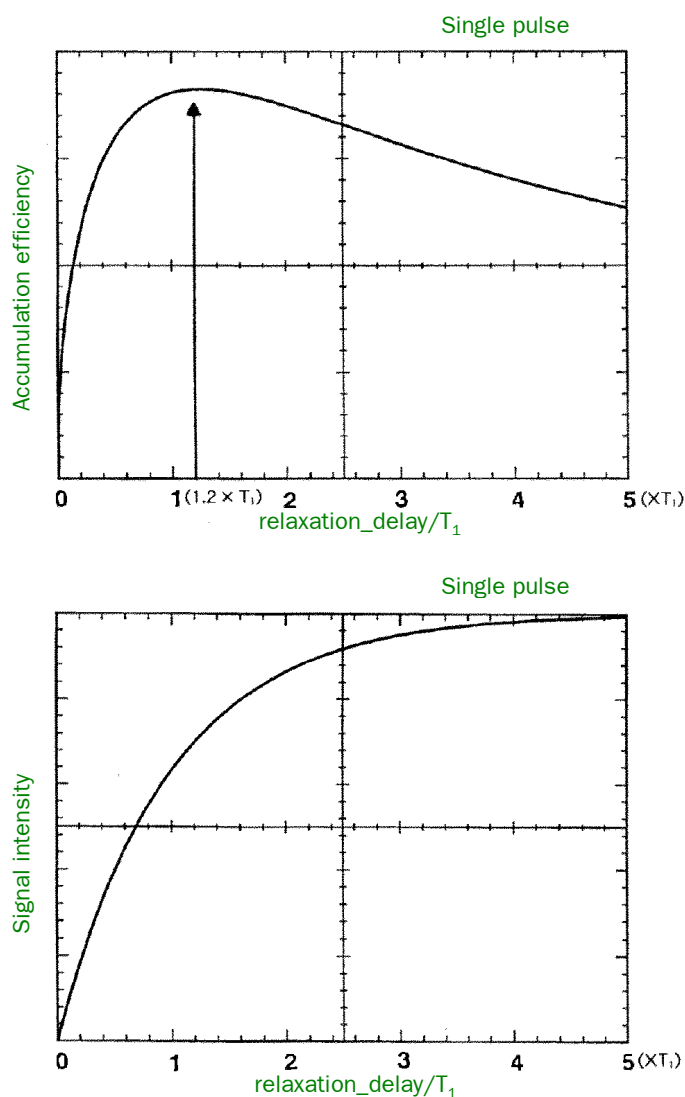 Single pulse
Accumulation efficiency
0 1 (1.2 × T₁) 2 3 4 5 (×T₁)
relaxation_delay/T₁
Single pulse
Signal intensity
0 1 2 3 4 5 (×T₁)
relaxation_delay/T₁